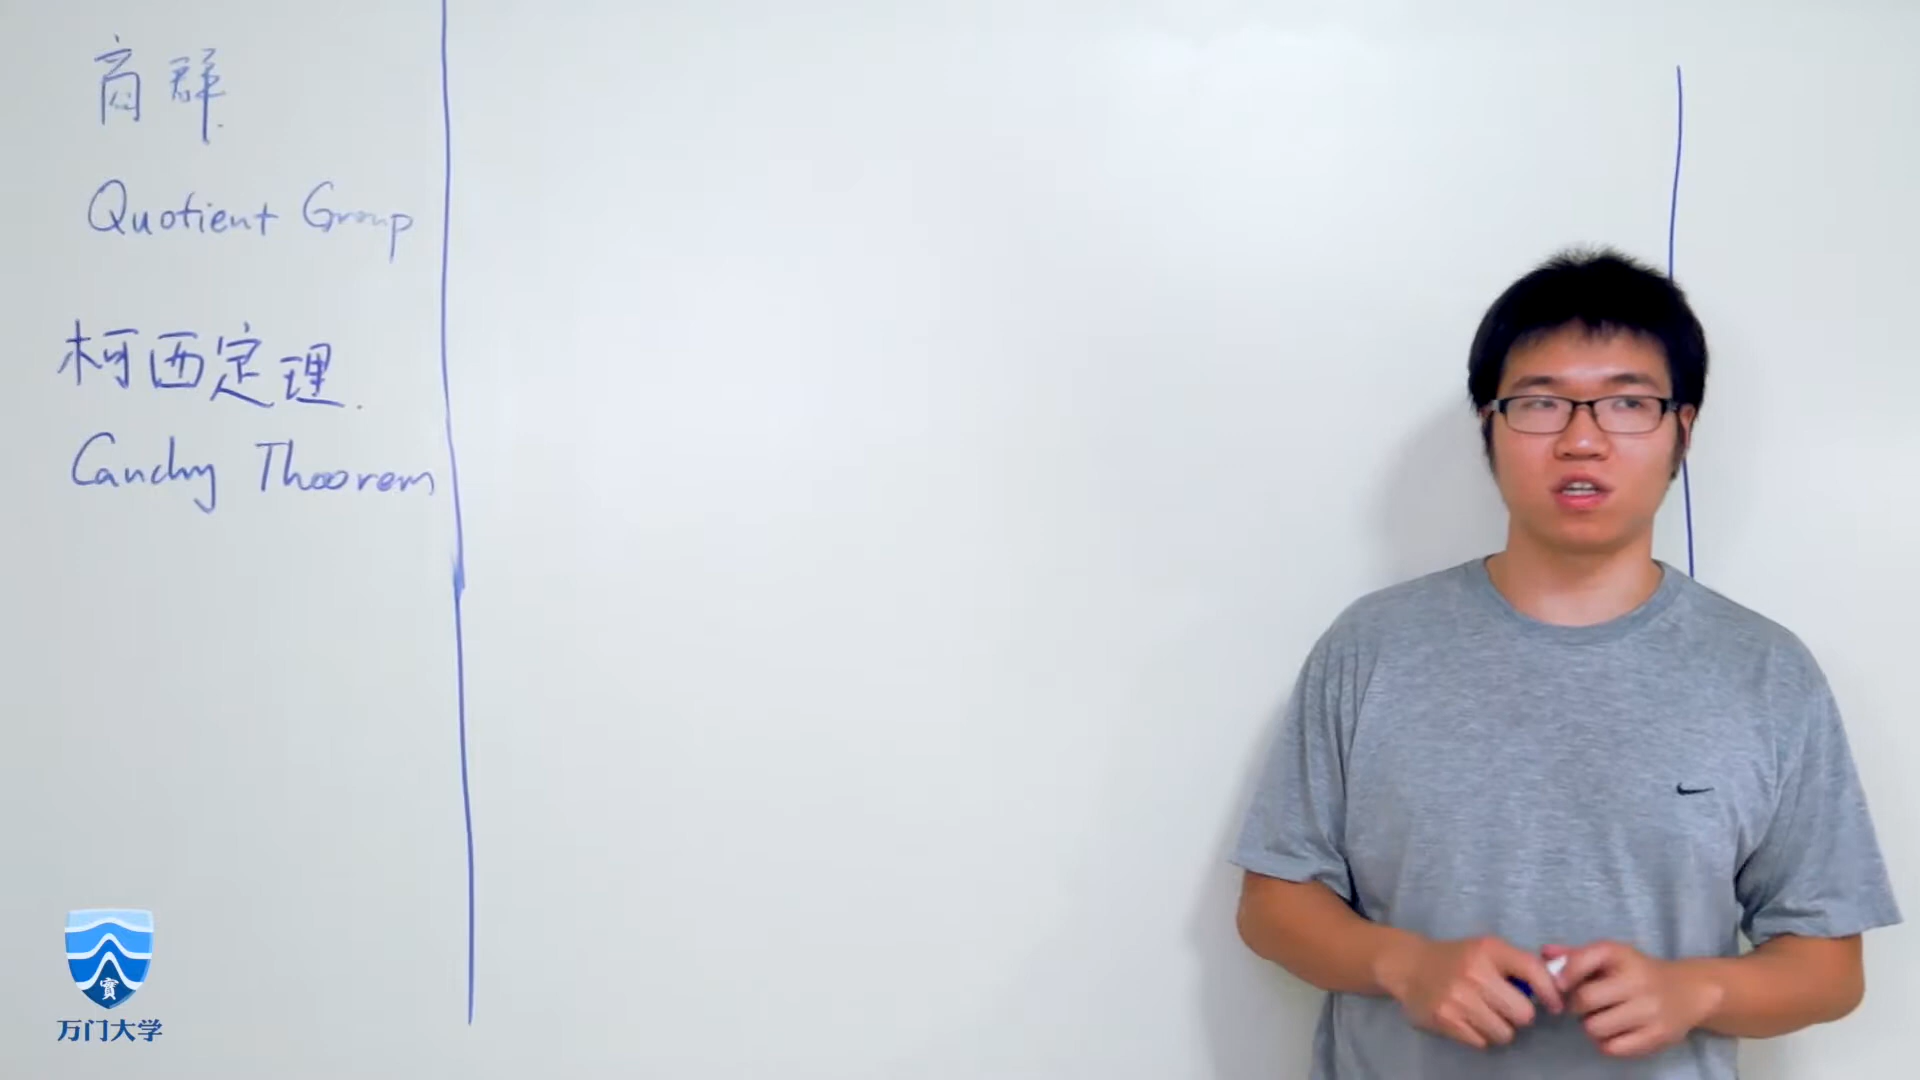 商群.
Quotient Group
柯西定理.
Cauchy Theorem
實
万门大学